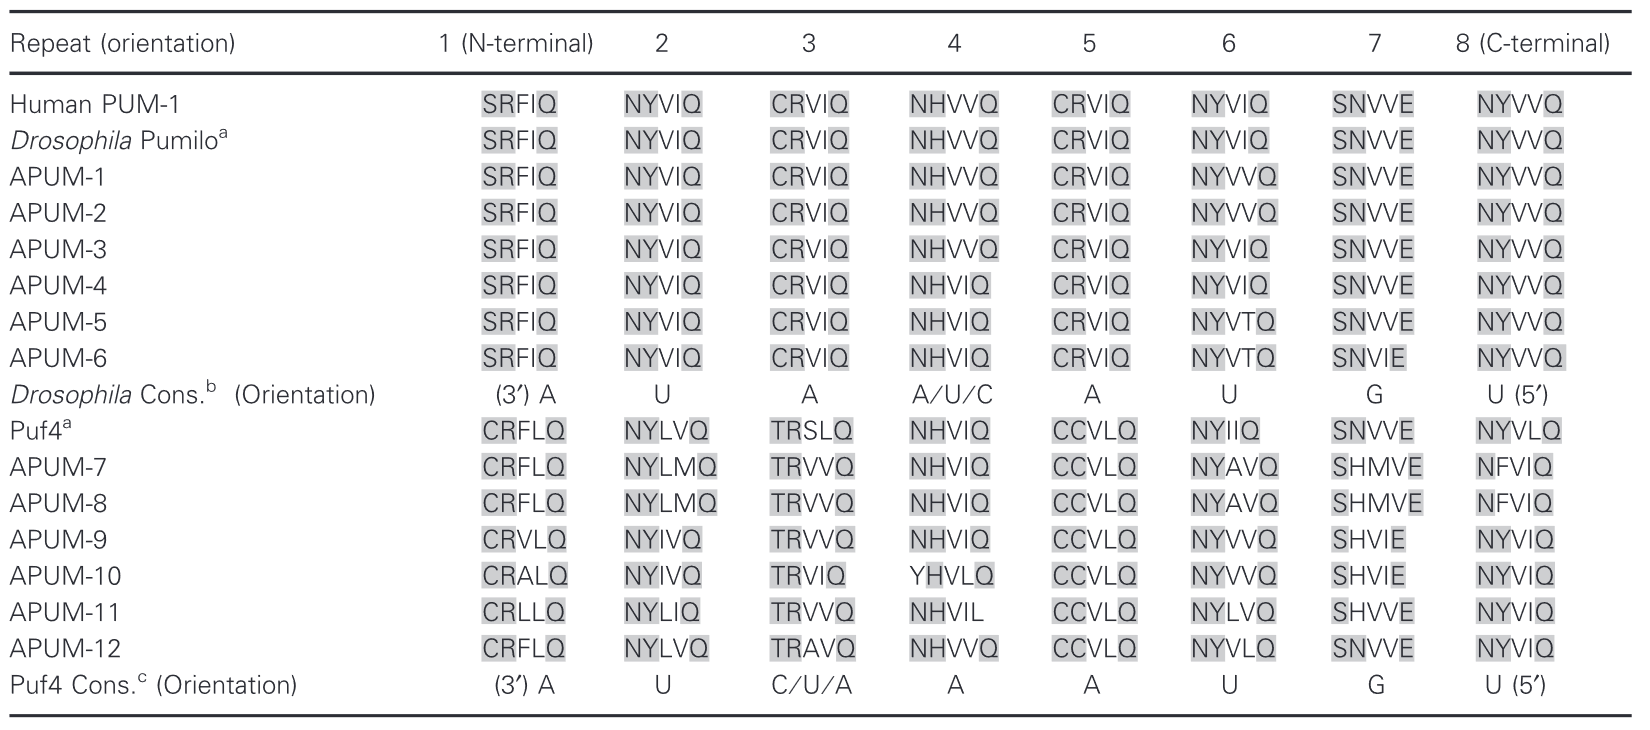 Repeat (orientation) 1 (N-terminal) 2 3 4 5 6 7 8 (C-terminal)
Human PUM-1 SRFIQ NYVIQ CRVIQ NHVVQ CRVIQ NYVIQ SNVVE NYVVQ
Drosophila Pumiloᵃ SRFIQ NYVIQ CRVIQ NHVVQ CRVIQ NYVIQ SNVVE NYVVQ
APUM-1 SRFIQ NYVIQ CRVIQ NHVVQ CRVIQ NYVVQ SNVVE NYVVQ
APUM-2 SRFIQ NYVIQ CRVIQ NHVVQ CRVIQ NYVVQ SNVVE NYVVQ
APUM-3 SRFIQ NYVIQ CRVIQ NHVVQ CRVIQ NYVIQ SNVVE NYVVQ
APUM-4 SRFIQ NYVIQ CRVIQ NHVIQ CRVIQ NYVIQ SNVVE NYVVQ
APUM-5 SRFIQ NYVIQ CRVIQ NHVIQ CRVIQ NYVTQ SNVVE NYVVQ
APUM-6 SRFIQ NYVIQ CRVIQ NHVIQ CRVIQ NYVTQ SNVIE NYVVQ
Drosophila Cons.ᵇ (Orientation) (3′) A U A A/U/C A U G U (5′)
Puf4ᵃ CRFLQ NYLVQ TRSLQ NHVIQ CCVLQ NYIIQ SNVVE NYVLQ
APUM-7 CRFLQ NYLMQ TRVVQ NHVIQ CCVLQ NYAVQ SHMVE NFVIQ
APUM-8 CRFLQ NYLMQ TRVVQ NHVIQ CCVLQ NYAVQ SHMVE NFVIQ
APUM-9 CRVLQ NYIVQ TRVVQ NHVIQ CCVLQ NYVVQ SHVIE NYVIQ
APUM-10 CRALQ NYIVQ TRVIQ YHVLQ CCVLQ NYVVQ SHVIE NYVIQ
APUM-11 CRLLQ NYLIQ TRVVQ NHVIL CCVLQ NYLVQ SHVVE NYVIQ
APUM-12 CRFLQ NYLVQ TRAVQ NHVVQ CCVLQ NYVLQ SNVVE NYVIQ
Puf4 Cons.ᶜ (Orientation) (3′) A U C/U/A A A U G U (5′)